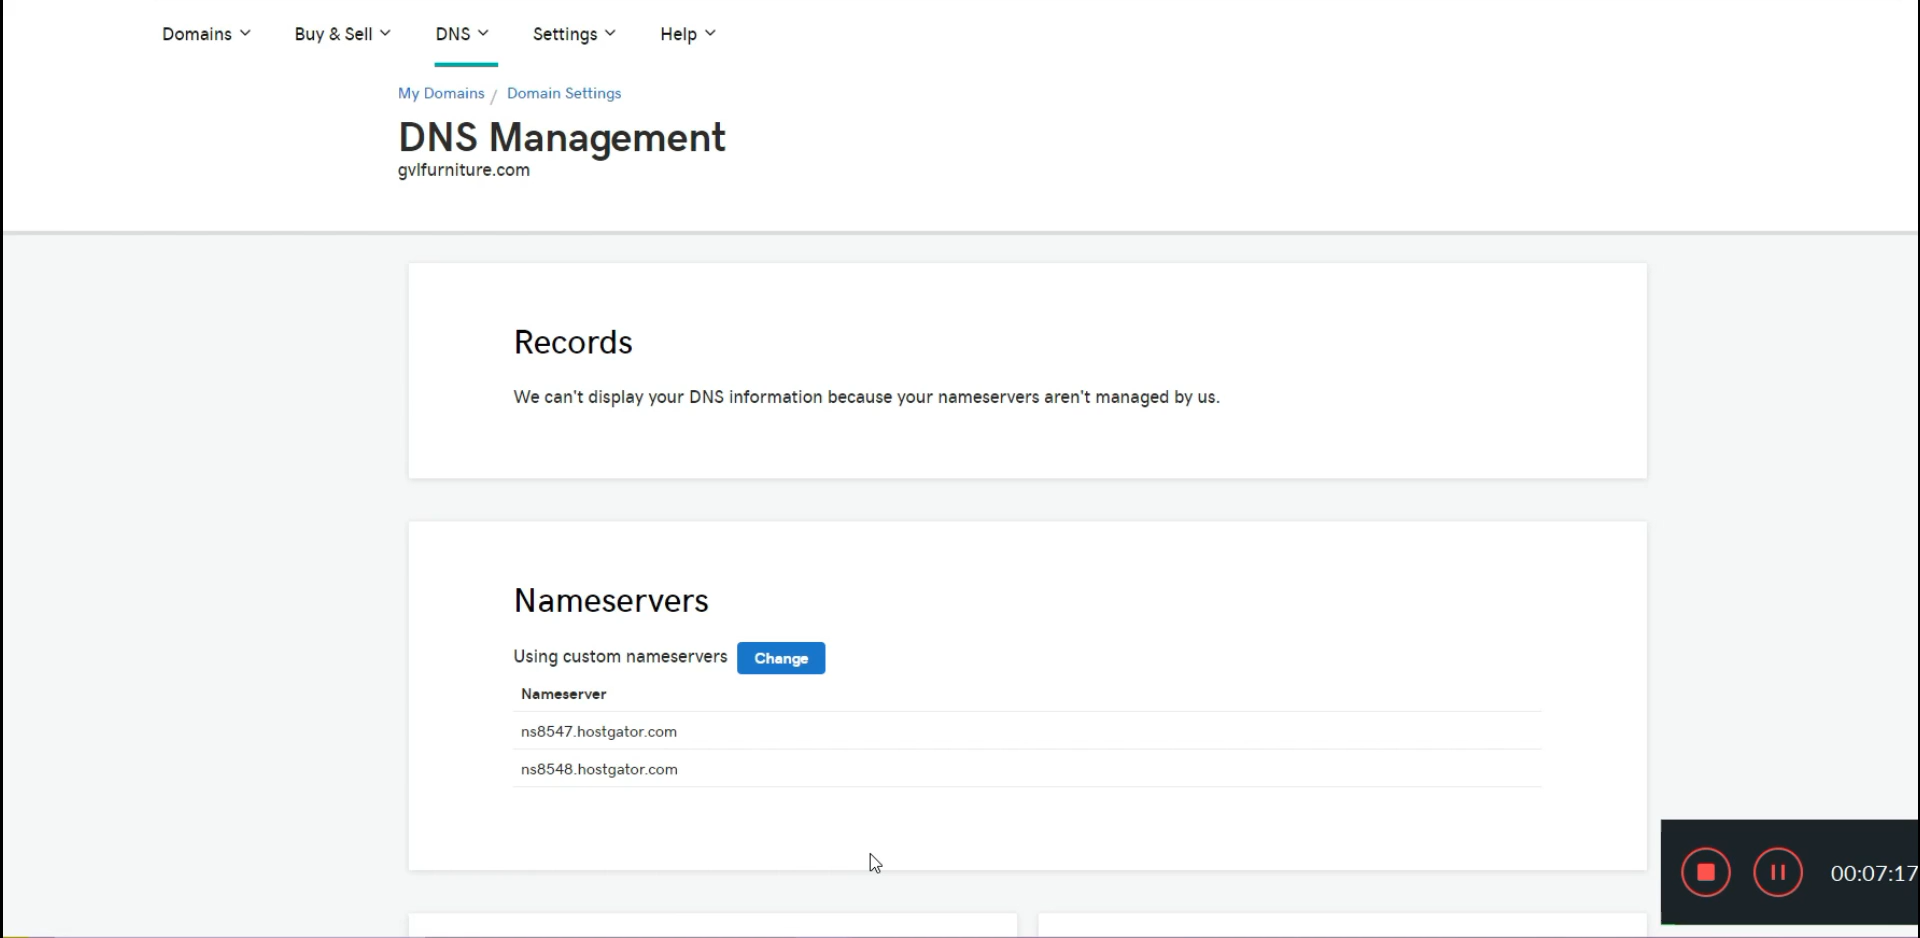 Domains Buy & Sell DNS Settings Help
My Domains / Domain Settings
DNS Management
gvlfurniture.com
Records
We can't display your DNS information because your nameservers aren't managed by us.
Nameservers
Using custom nameservers Change
Nameserver
ns8547.hostgator.com
ns8548.hostgator.com
00:07:17